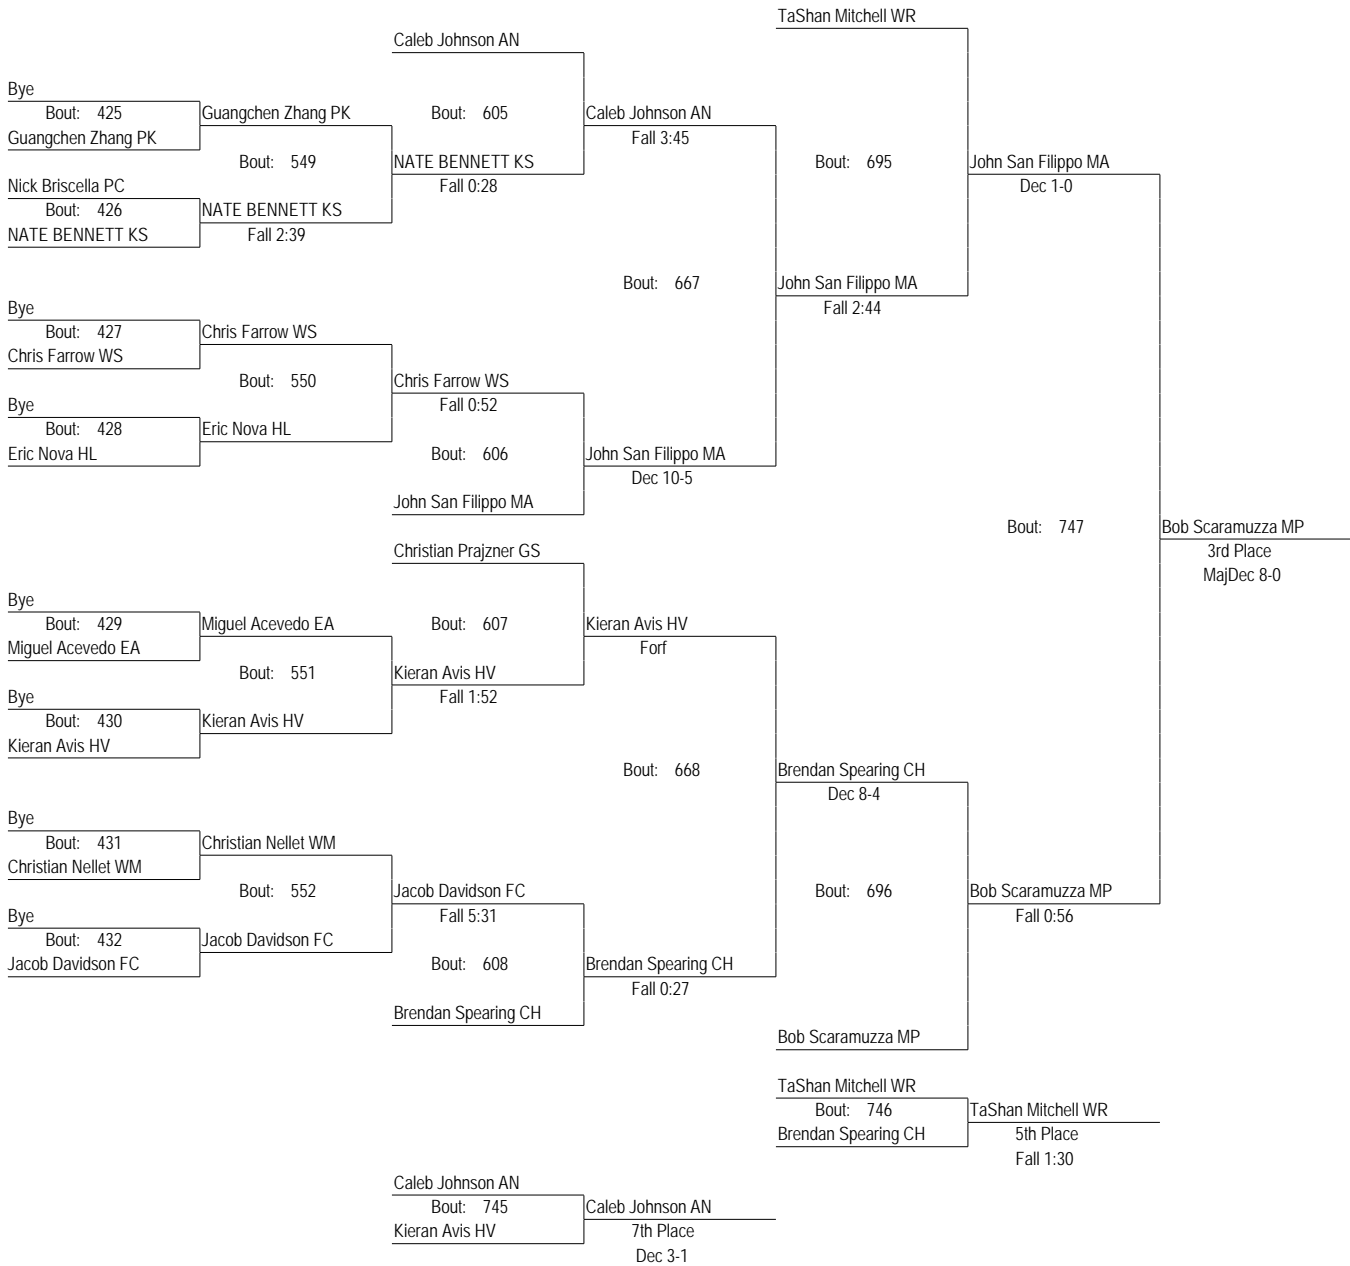 TaShan Mitchell WR
Caleb Johnson AN
Bye
Bout: 425
Guangchen Zhang PK
Bout: 605
Caleb Johnson AN
Guangchen Zhang PK
Fall 3:45
Bout: 549
NATE BENNETT KS
Bout: 695
John San Filippo MA
Nick Briscella PC
Fall 0:28
Dec 1-0
Bout: 426
NATE BENNETT KS
NATE BENNETT KS
Fall 2:39
Bout: 667
John San Filippo MA
Bye
Fall 2:44
Bout: 427
Chris Farrow WS
Chris Farrow WS
Bout: 550
Chris Farrow WS
Bye
Fall 0:52
Bout: 428
Eric Nova HL
Eric Nova HL
Bout: 606
John San Filippo MA
Dec 10-5
John San Filippo MA
Bout: 747
Bob Scaramuzza MP
Christian Prajzner GS
3rd Place
MajDec 8-0
Bye
Bout: 429
Miguel Acevedo EA
Bout: 607
Kieran Avis HV
Miguel Acevedo EA
Forf
Bout: 551
Kieran Avis HV
Bye
Fall 1:52
Bout: 430
Kieran Avis HV
Kieran Avis HV
Bout: 668
Brendan Spearing CH
Dec 8-4
Bye
Bout: 431
Christian Nellet WM
Christian Nellet WM
Bout: 552
Jacob Davidson FC
Bout: 696
Bob Scaramuzza MP
Bye
Fall 5:31
Fall 0:56
Bout: 432
Jacob Davidson FC
Jacob Davidson FC
Bout: 608
Brendan Spearing CH
Fall 0:27
Brendan Spearing CH
Bob Scaramuzza MP
TaShan Mitchell WR
Bout: 746
TaShan Mitchell WR
Brendan Spearing CH
5th Place
Fall 1:30
Caleb Johnson AN
Bout: 745
Caleb Johnson AN
Kieran Avis HV
7th Place
Dec 3-1